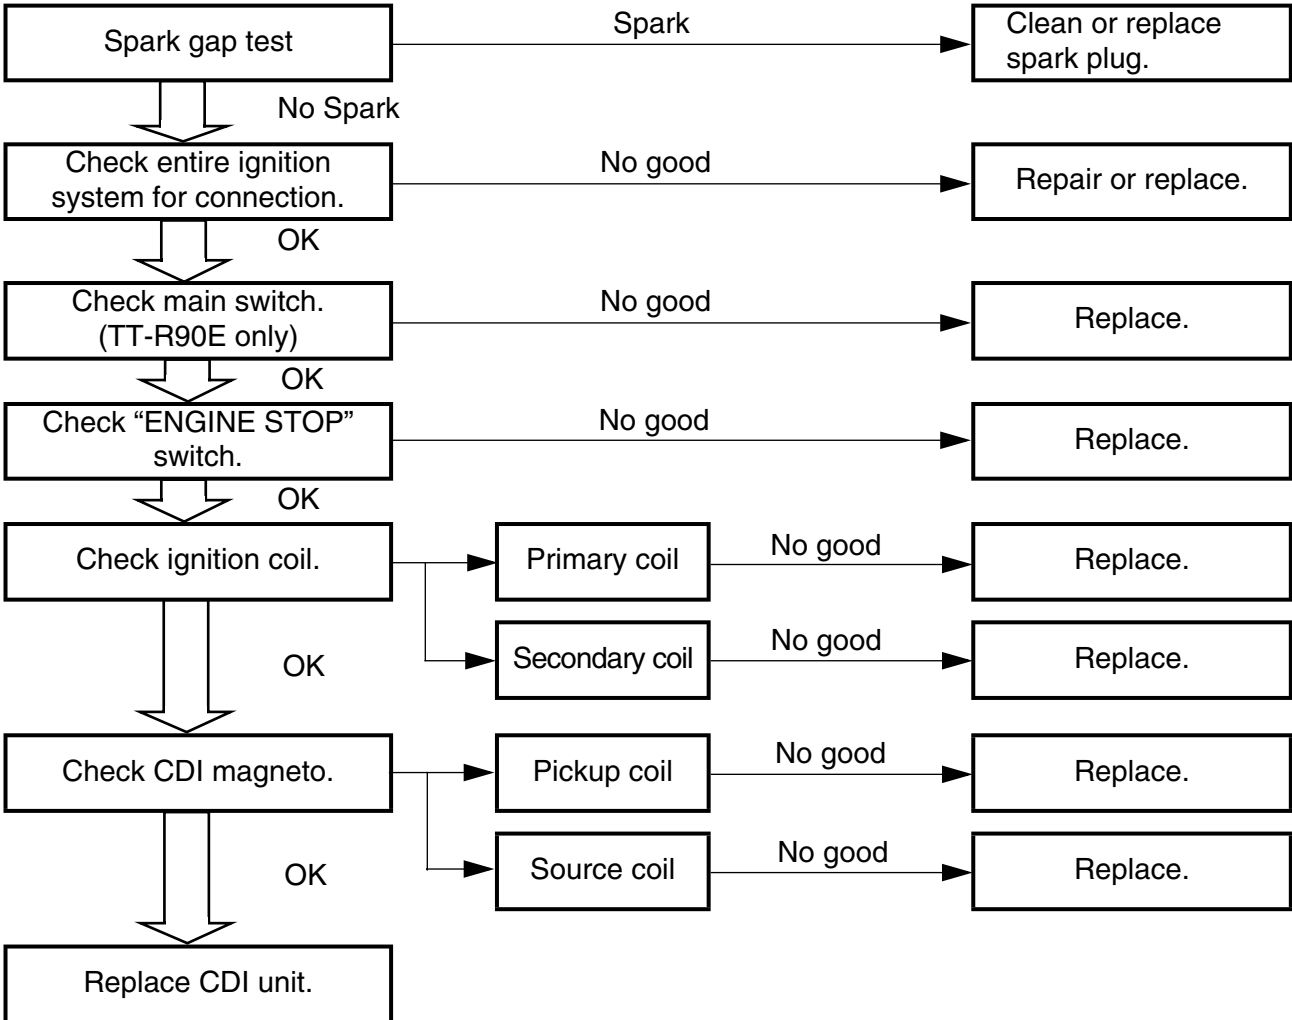 Spark gap test
Spark
Clean or replace
spark plug.
No Spark
Check entire ignition
system for connection.
No good
Repair or replace.
OK
Check main switch.
(TT-R90E only)
No good
Replace.
OK
Check “ENGINE STOP”
switch.
No good
Replace.
OK
Check ignition coil.
Primary coil
No good
Replace.
Secondary coil
No good
Replace.
OK
Check CDI magneto.
Pickup coil
No good
Replace.
Source coil
No good
Replace.
OK
Replace CDI unit.